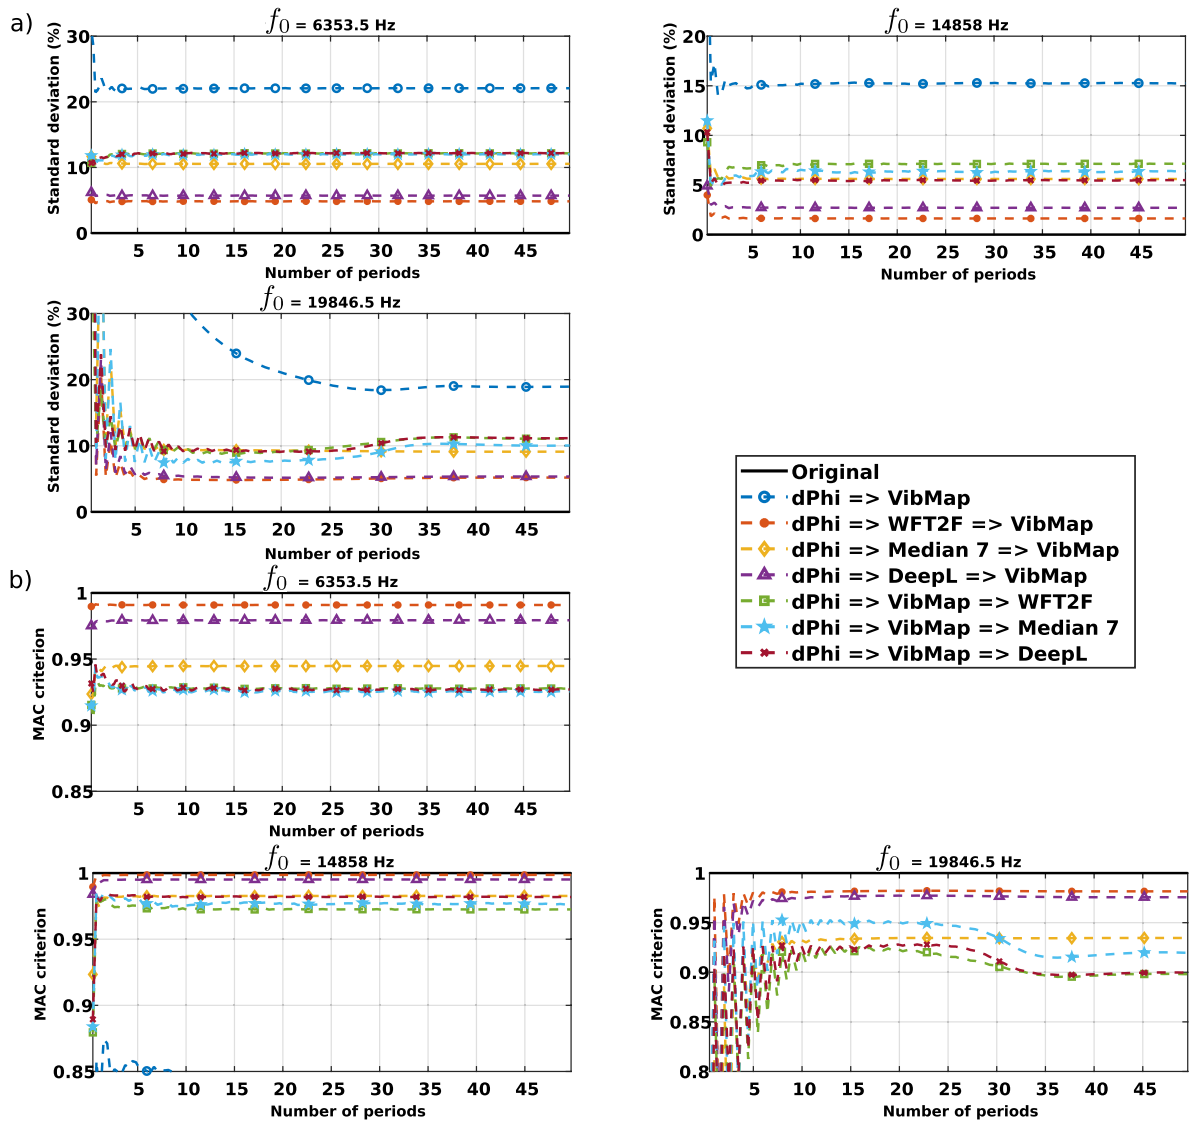 a)
f0 = 6353.5 Hz
Standard deviation (%)
30
20
10
0
5 10 15 20 25 30 35 40 45
Number of periods
f0 = 14858 Hz
Standard deviation (%)
20
15
10
5
0
5 10 15 20 25 30 35 40 45
Number of periods
f0 = 19846.5 Hz
Standard deviation (%)
30
20
10
0
5 10 15 20 25 30 35 40 45
Number of periods
Original
dPhi => VibMap
dPhi => WFT2F => VibMap
dPhi => Median 7 => VibMap
dPhi => DeepL => VibMap
dPhi => VibMap => WFT2F
dPhi => VibMap => Median 7
dPhi => VibMap => DeepL
b)
f0 = 6353.5 Hz
MAC criterion
1
0.95
0.9
0.85
5 10 15 20 25 30 35 40 45
Number of periods
f0 = 14858 Hz
MAC criterion
1
0.95
0.9
0.85
5 10 15 20 25 30 35 40 45
Number of periods
f0 = 19846.5 Hz
MAC criterion
1
0.95
0.9
0.85
0.8
5 10 15 20 25 30 35 40 45
Number of periods